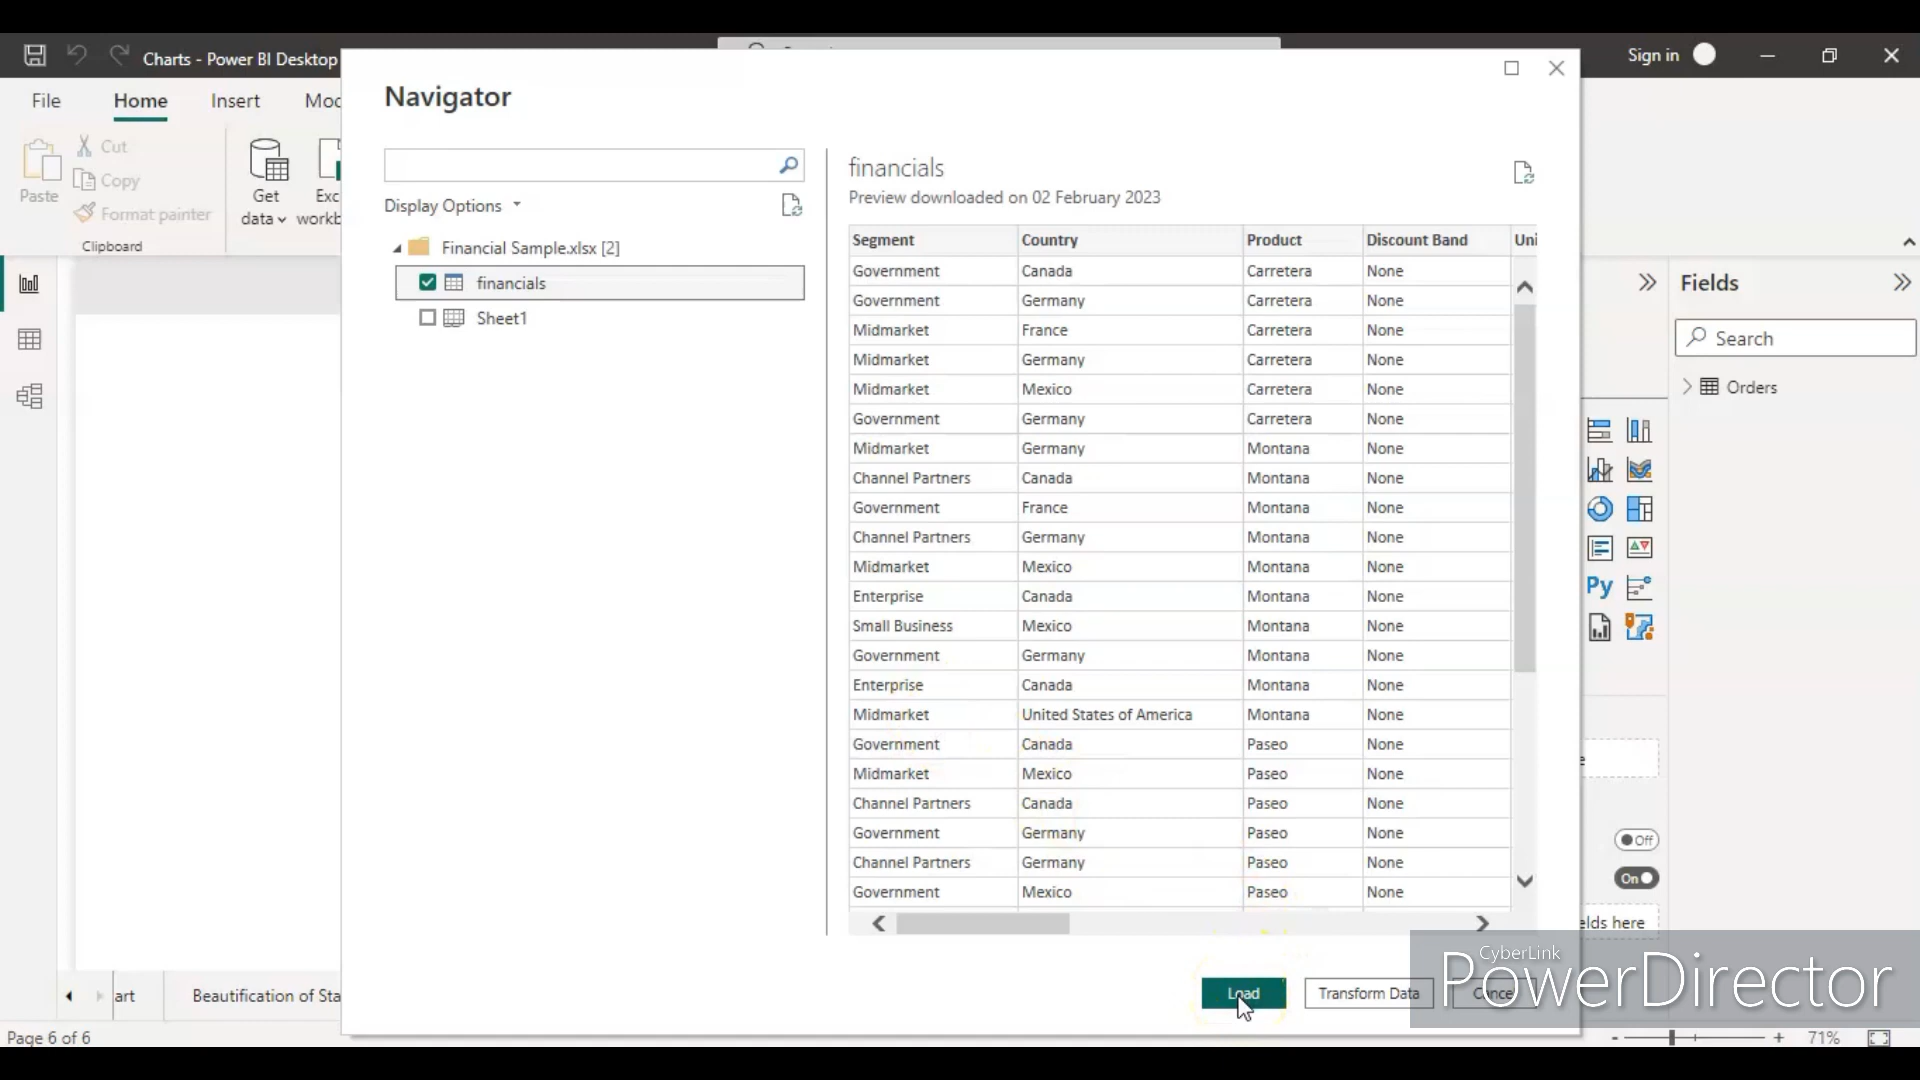 Charts - Power BI Desktop
Sign in
File Home Insert
Navigator
Paste
Cut
Copy
Format painter
Clipboard
Get data
Display Options
Financial Sample.xlsx [2]
financials
Sheet1
financials
Preview downloaded on 02 February 2023
Segment Country Product Discount Band Uni
Government Canada Carretera None
Government Germany Carretera None
Midmarket France Carretera None
Midmarket Germany Carretera None
Midmarket Mexico Carretera None
Government Germany Carretera None
Midmarket Germany Montana None
Channel Partners Canada Montana None
Government France Montana None
Channel Partners Germany Montana None
Midmarket Mexico Montana None
Enterprise Canada Montana None
Small Business Mexico Montana None
Government Germany Montana None
Enterprise Canada Montana None
Midmarket United States of America Montana None
Government Canada Paseo None
Midmarket Mexico Paseo None
Channel Partners Canada Paseo None
Government Germany Paseo None
Channel Partners Germany Paseo None
Government Mexico Paseo None
Load Transform Data Cancel
Fields
Search
Orders
Py
Off
On
elds here
CyberLink
PowerDirector
art Beautification of Sta
Page 6 of 6
71%